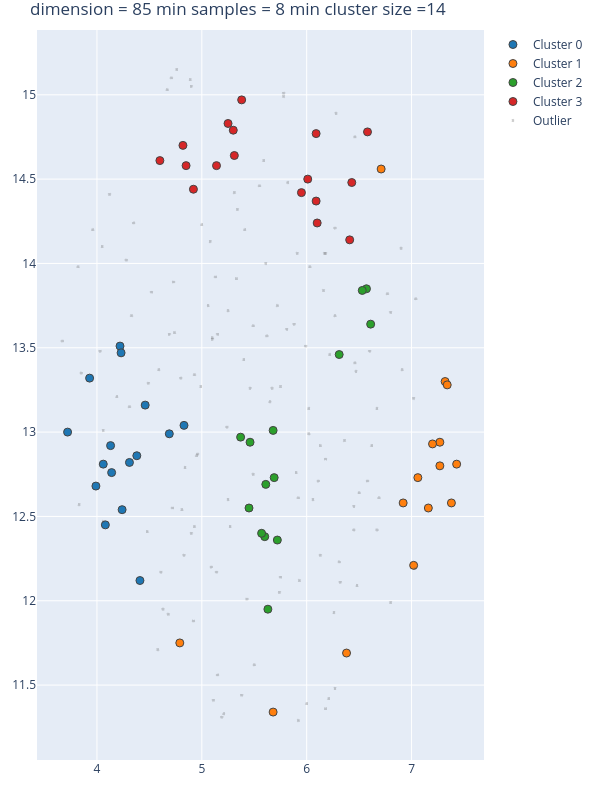 dimension = 85 min samples = 8 min cluster size =14
Cluster 0
Cluster 1
Cluster 2
Cluster 3
Outlier
15
14.5
14
13.5
13
12.5
12
11.5
4 5 6 7